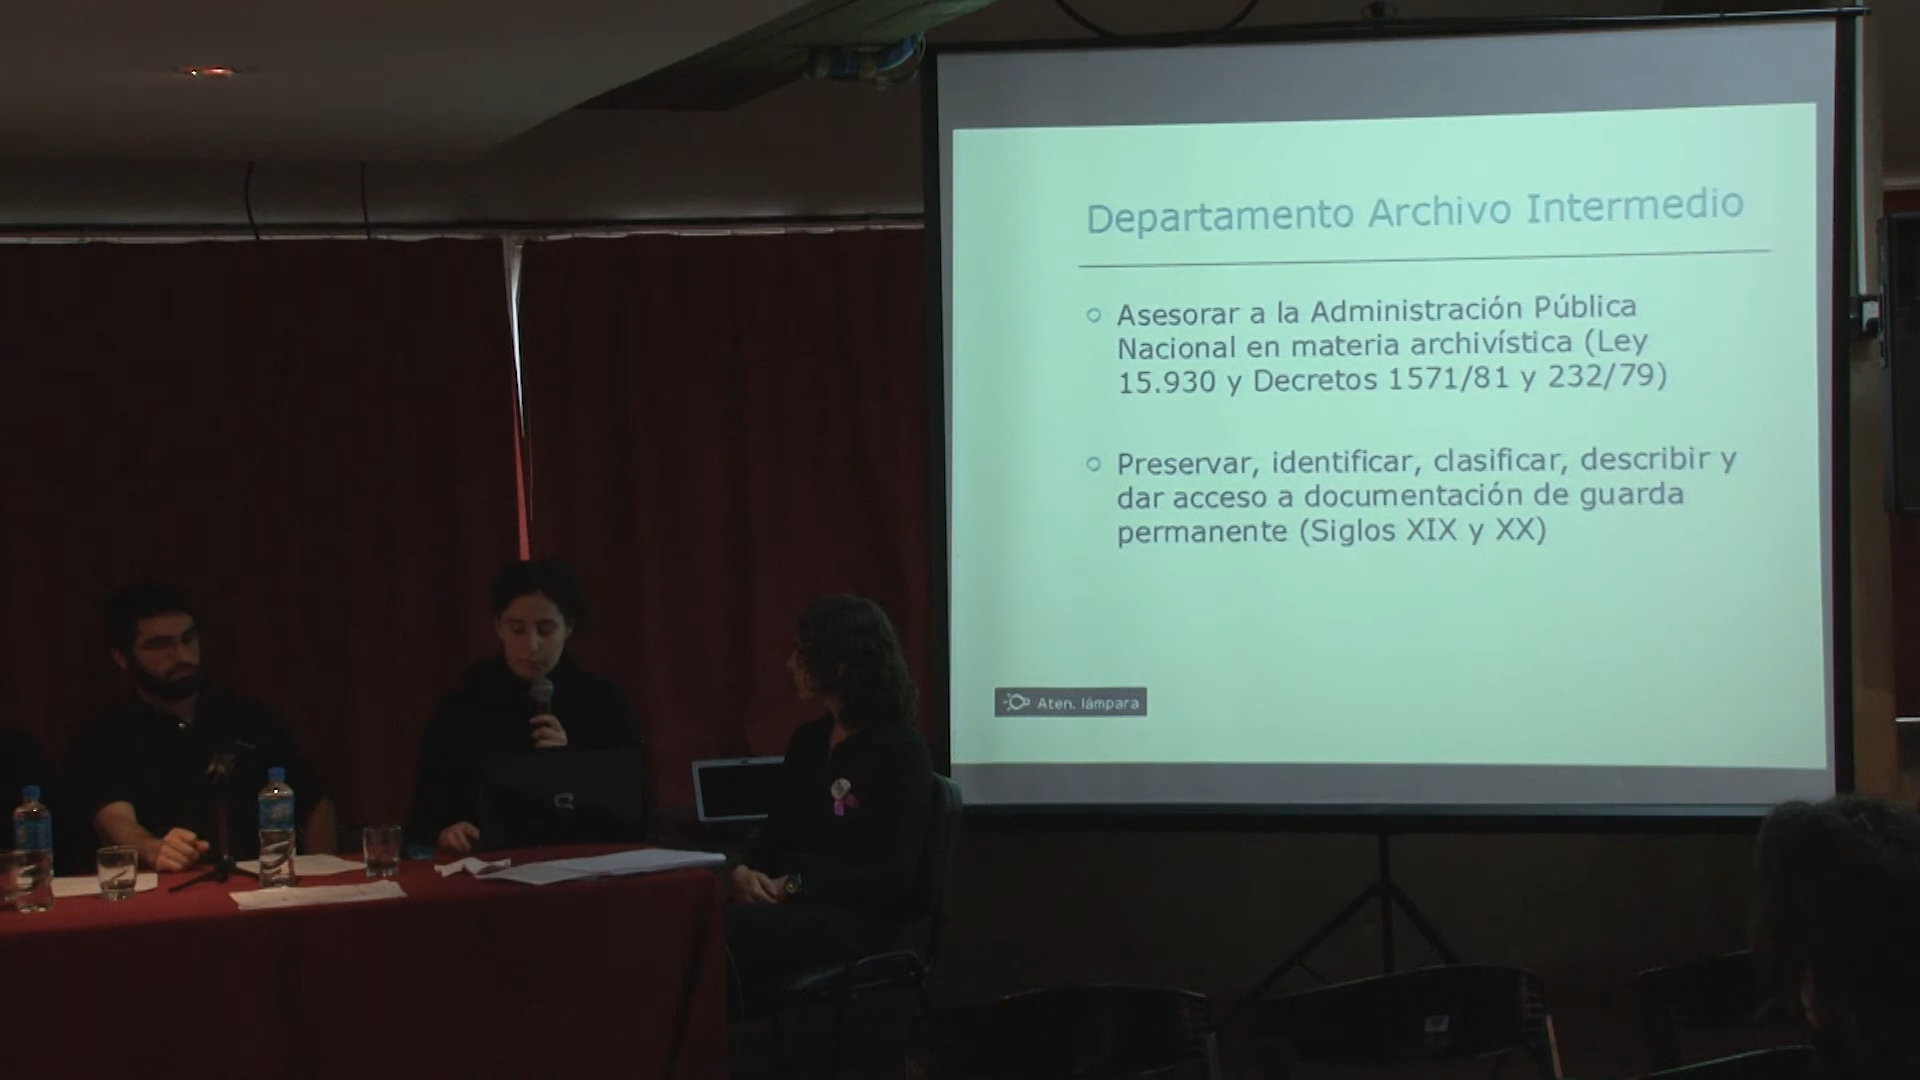 Departamento Archivo Intermedio
Asesorar a la Administración Pública
Nacional en materia archivística (Ley
15.930 y Decretos 1571/81 y 232/79)
Preservar, identificar, clasificar, describir y
dar acceso a documentación de guarda
permanente (Siglos XIX y XX)
Aten. lámpara